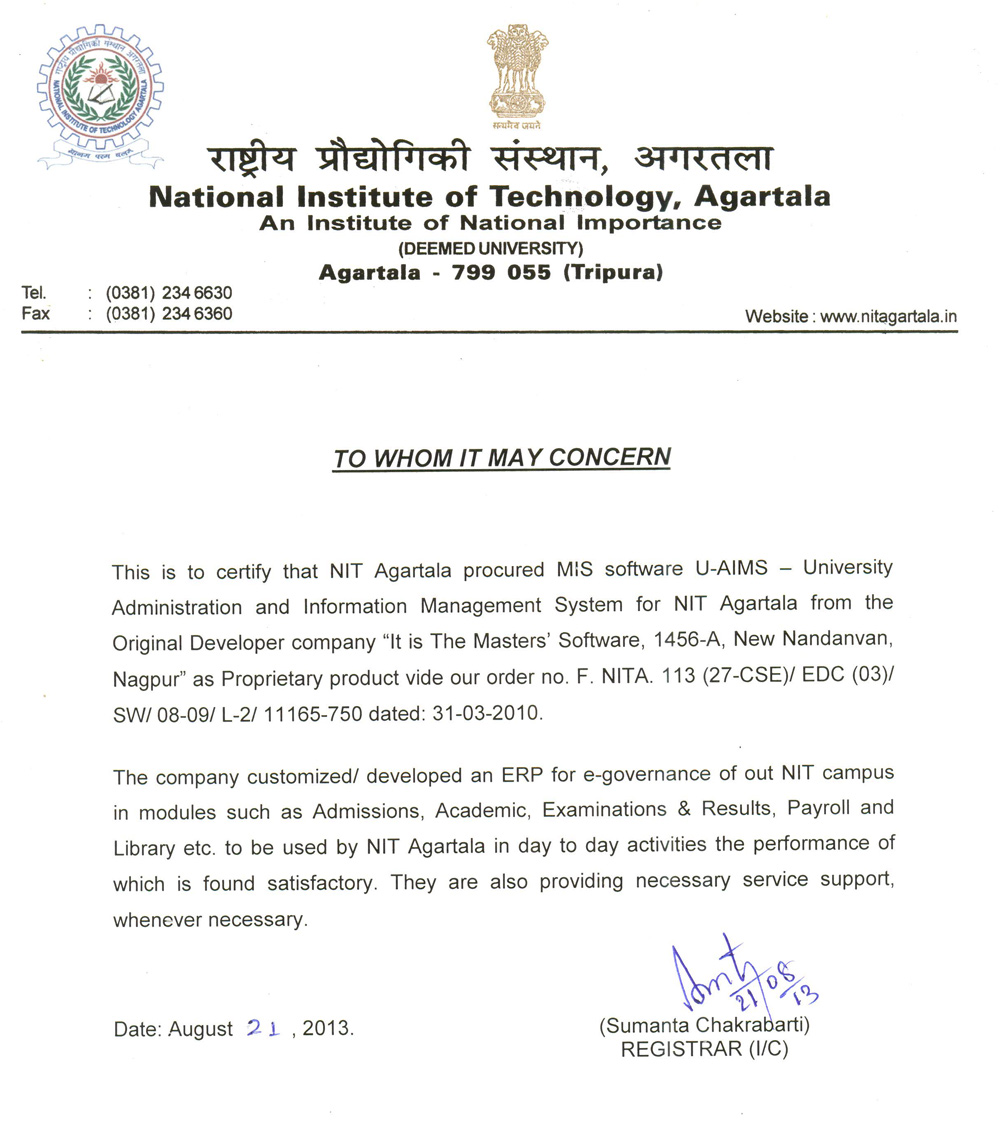 राष्ट्रीय प्रौद्योगिकी संस्थान अगरतला
NATIONAL INSTITUTE OF TECHNOLOGY AGARTALA
सत्यमेव जयते
राष्ट्रीय प्रौद्योगिकी संस्थान, अगरतला
National Institute of Technology, Agartala
An Institute of National Importance
(DEEMED UNIVERSITY)
Agartala - 799 055 (Tripura)
Tel. : (0381) 234 6630
Fax : (0381) 234 6360
Website : www.nitagartala.in
TO WHOM IT MAY CONCERN
This is to certify that NIT Agartala procured MIS software U-AIMS – University
Administration and Information Management System for NIT Agartala from the
Original Developer company “It is The Masters’ Software, 1456-A, New Nandanvan,
Nagpur” as Proprietary product vide our order no. F. NITA. 113 (27-CSE)/ EDC (03)/
SW/ 08-09/ L-2/ 11165-750 dated: 31-03-2010.
The company customized/ developed an ERP for e-governance of out NIT campus
in modules such as Admissions, Academic, Examinations & Results, Payroll and
Library etc. to be used by NIT Agartala in day to day activities the performance of
which is found satisfactory. They are also providing necessary service support,
whenever necessary.
21/08/13
Date: August 21 , 2013.
(Sumanta Chakrabarti)
REGISTRAR (I/C)